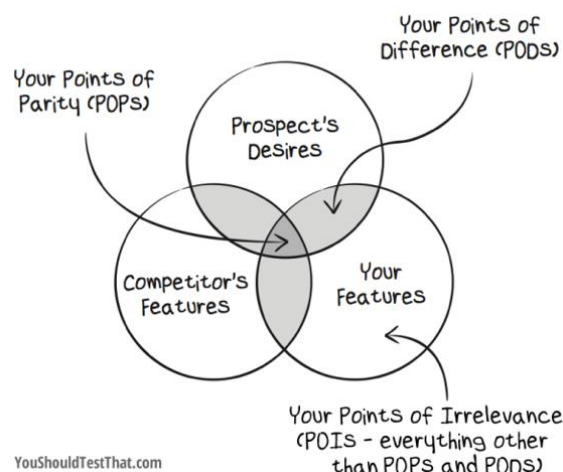 Your Points of
Difference (PODs)
Your Points of
Parity (POPs)
Prospect's
Desires
Competitor's
Features
Your
Features
Your Points of Irrelevance
(POIs - everything other
than POPs and PODs)
YouShouldTestThat.com